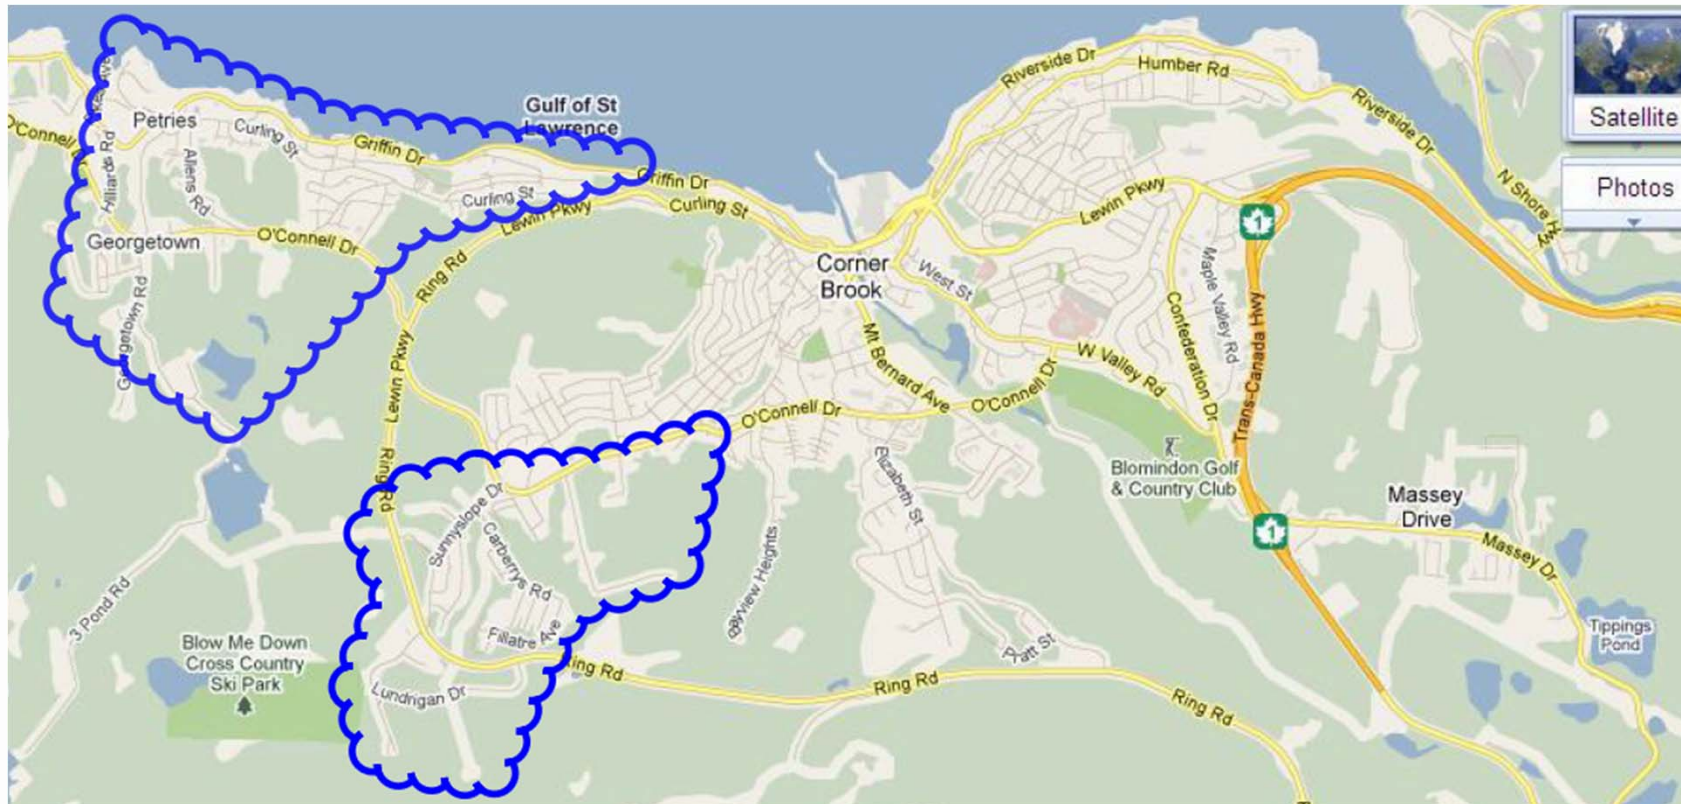 Riverside Dr
Humber Rd
Satellite
Riverside Dr
Gulf of St
Lawrence
Petries
O'Connell
Curling St
Griffin Dr
Hilliards Rd
Allens Rd
Griffin Dr
Lewin Pkwy
N Shore Hwy
Photos
Curling St
Curling St
Lewin Pkwy
1
Georgetown
O'Connell Dr
Ring Rd
Corner
Brook
West St
Maple Valley Rd
Georgetown Rd
Lewin Pkwy
Mt Bernard Ave
Confederation Dr
Trans-Canada Hwy
W Valley Rd
O'Connell Dr
O'Connell Dr
Ring Rd
Elizabeth St
Blomindon Golf
& Country Club
Massey
Drive
Sunnyslope Dr
Carberrys Rd
1
Massey Dr
3 Pond Rd
Bayview Heights
Fillatre Ave
Blow Me Down
Cross Country
Ski Park
Tippings
Pond
Pratt St
Lundrigan Dr
Ring Rd
Ring Rd
Ring Rd